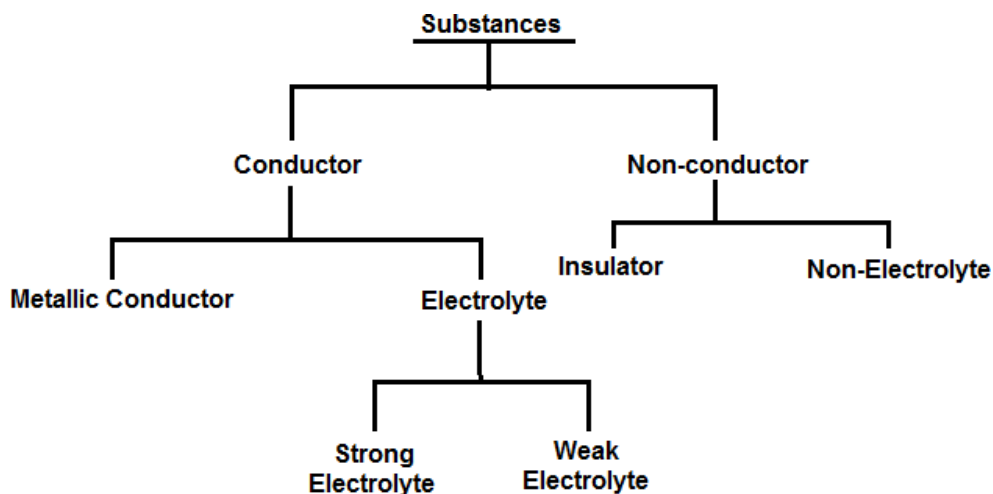 Substances
Conductor
Non-conductor
Metallic Conductor
Electrolyte
Insulator
Non-Electrolyte
Strong
Electrolyte
Weak
Electrolyte